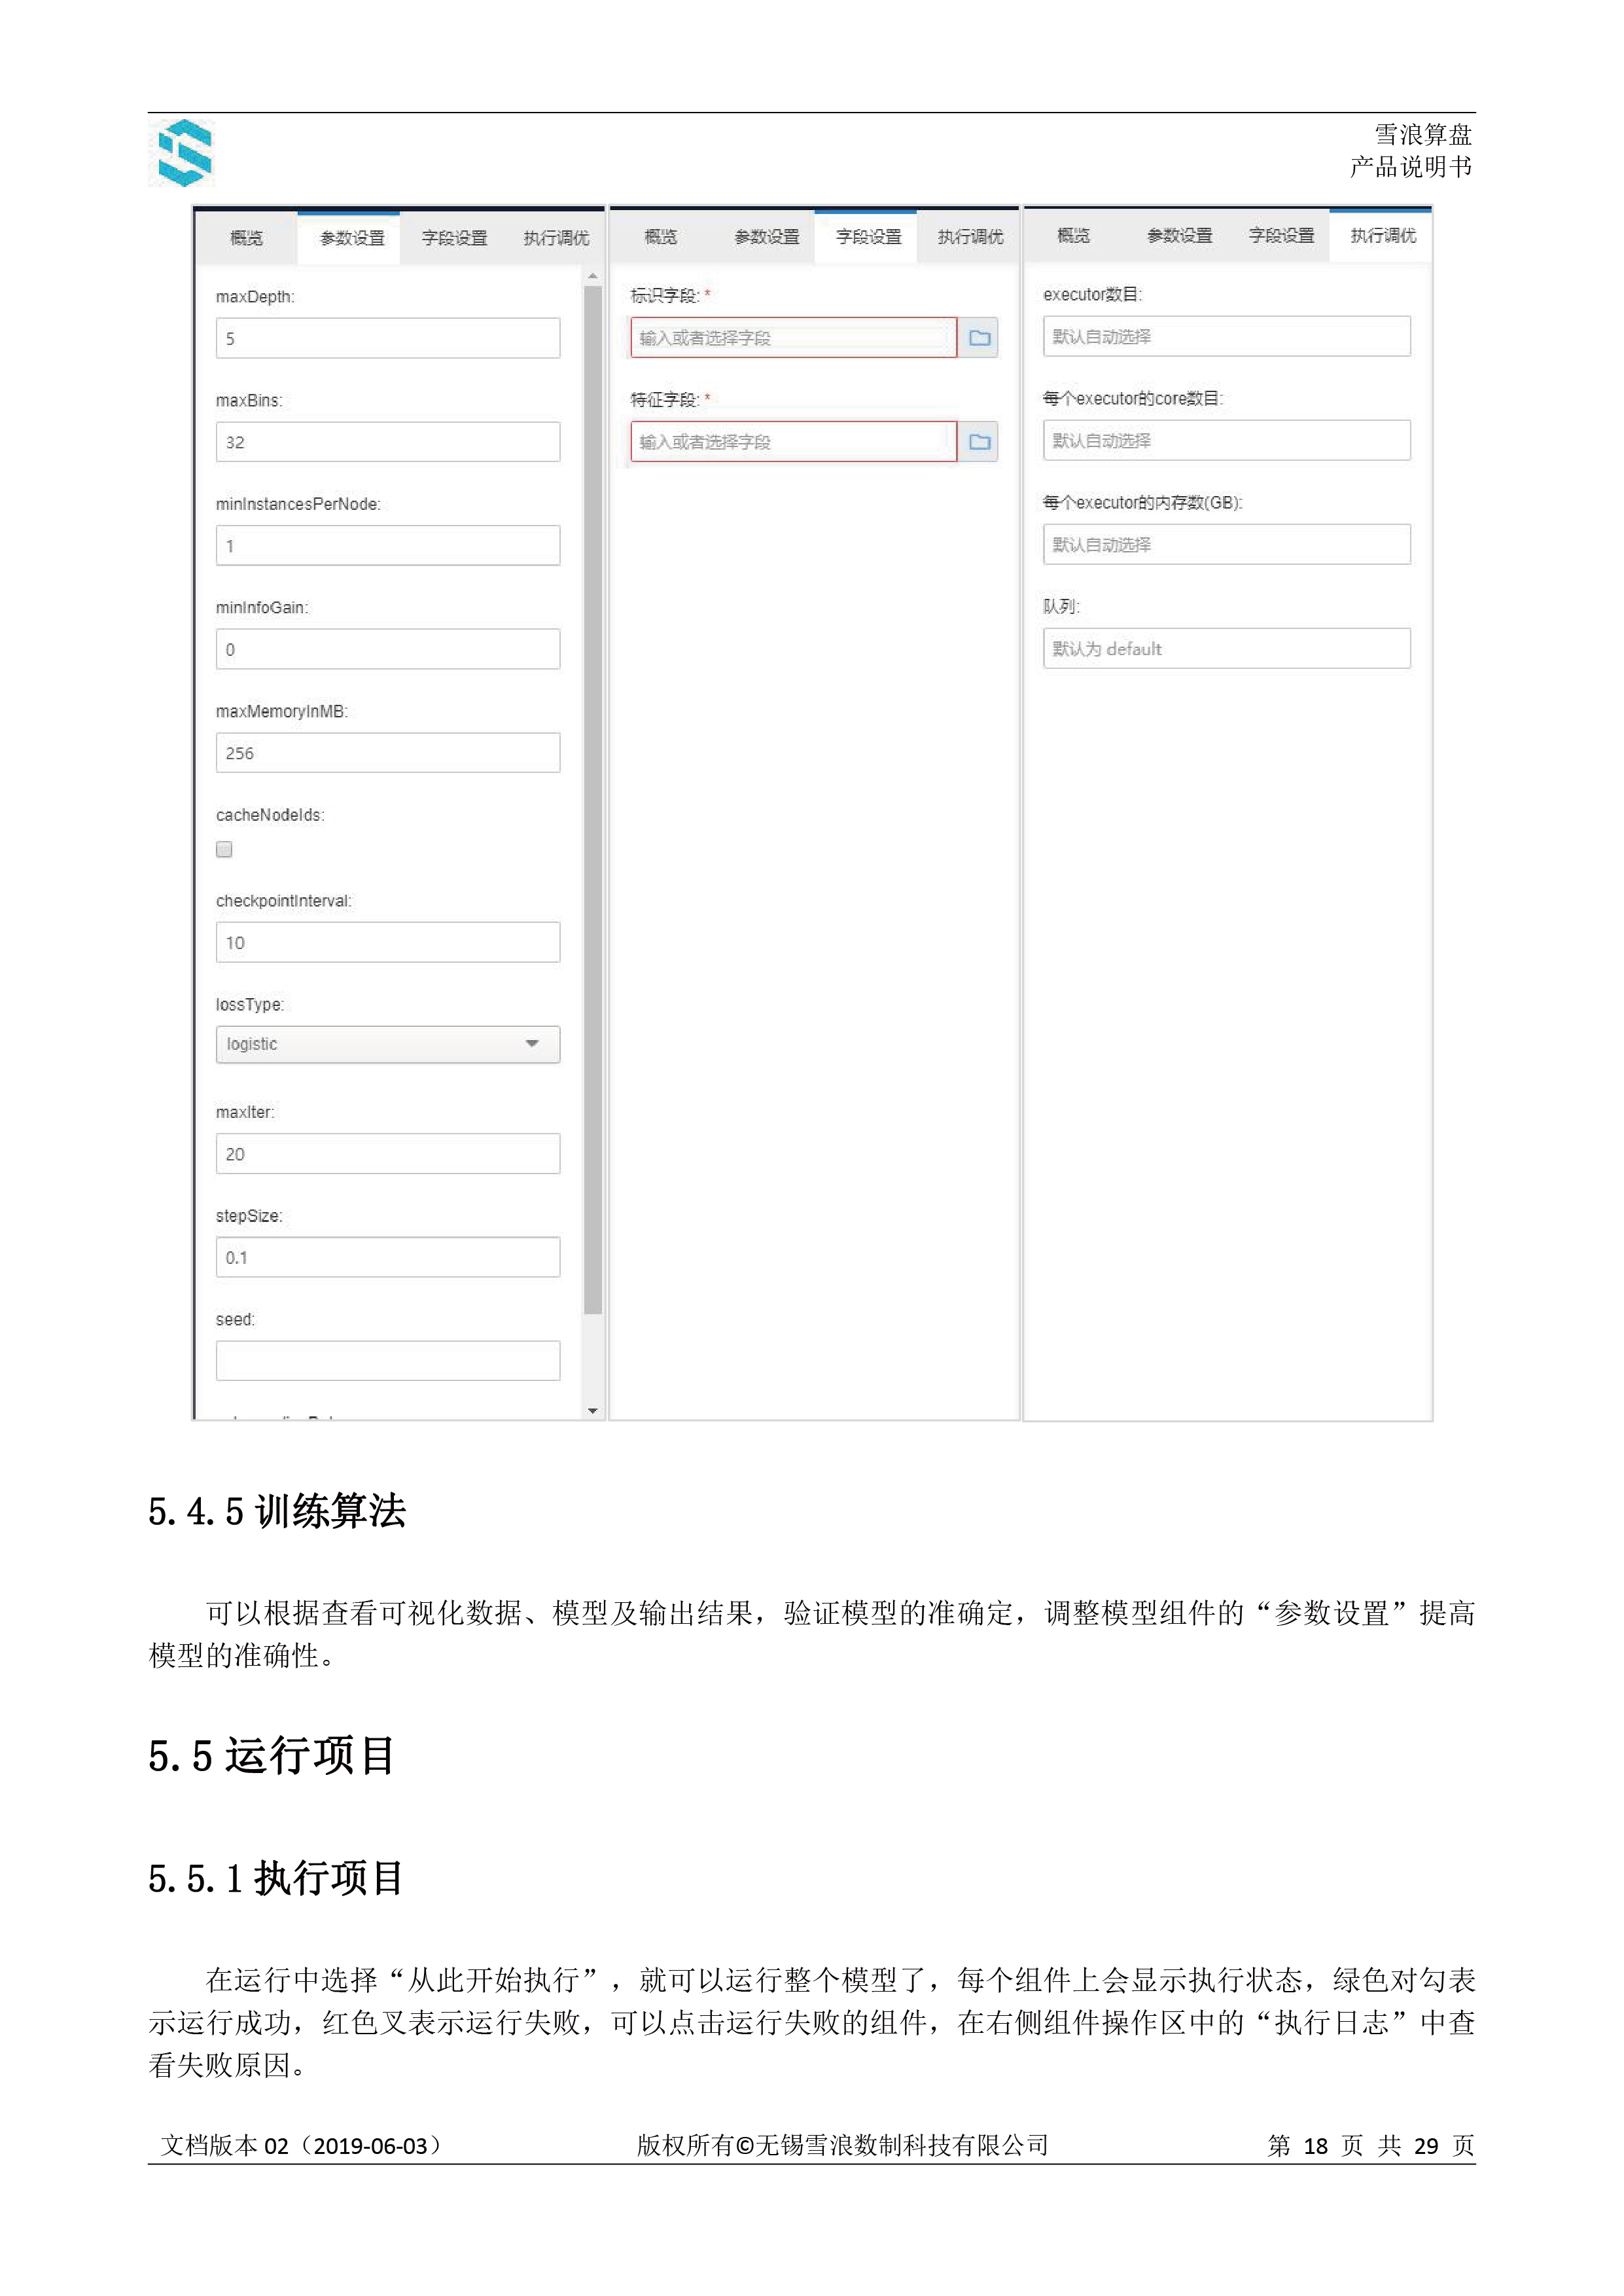 雪浪算盘
产品说明书
概览 参数设置 字段设置 执行调优
maxDepth:
5
maxBins:
32
minInstancesPerNode:
1
minInfoGain:
0
maxMemoryInMB:
256
cacheNodeIds:
checkpointInterval:
10
lossType:
logistic
maxIter:
20
stepSize:
0.1
seed:
概览 参数设置 字段设置 执行调优
标识字段: *
输入或者选择字段
特征字段: *
输入或者选择字段
概览 参数设置 字段设置 执行调优
executor数目:
默认自动选择
每个executor的core数目:
默认自动选择
每个executor的内存数(GB):
默认自动选择
队列:
默认为 default
5.4.5 训练算法
可以根据查看可视化数据、模型及输出结果，验证模型的准确定，调整模型组件的“参数设置”提高
模型的准确性。
5.5 运行项目
5.5.1 执行项目
在运行中选择“从此开始执行”，就可以运行整个模型了，每个组件上会显示执行状态，绿色对勾表
示运行成功，红色叉表示运行失败，可以点击运行失败的组件，在右侧组件操作区中的“执行日志”中查
看失败原因。
文档版本 02（2019-06-03） 版权所有©无锡雪浪数制科技有限公司 第 18 页 共 29 页